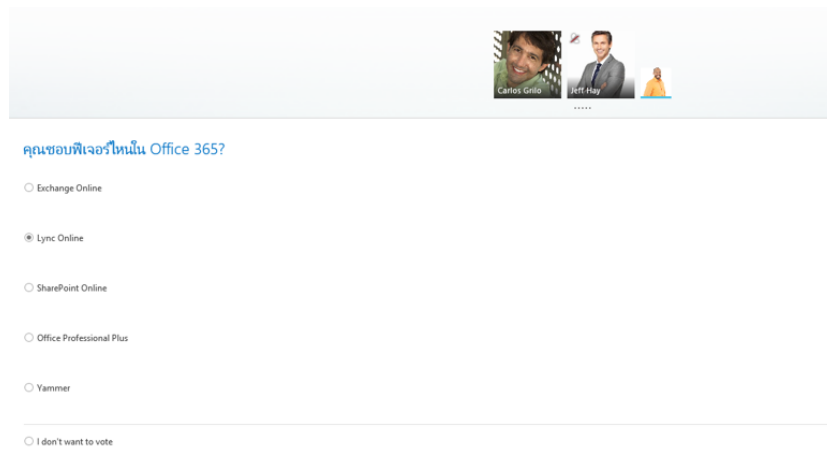 Carlos Grilo
Jeff Hay
คุณชอบฟีเจอร์ไหนใน Office 365?
Exchange Online
Lync Online
SharePoint Online
Office Professional Plus
Yammer
I don't want to vote